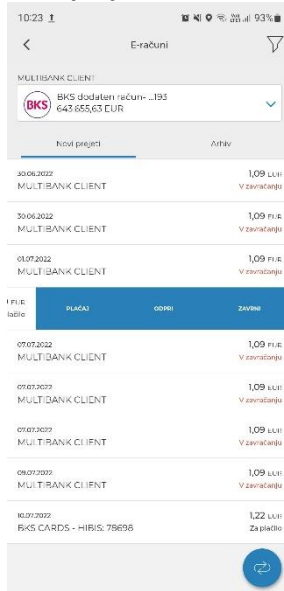 10:23 93%
E-računi
MULTIBANK CLIENT
BKS
BKS dodaten račun- ...193
643 655,63 EUR
Novi prejeti Arhiv
30.06.2022 1,09 EUR
MULTIBANK CLIENT V zavračanju
30.06.2022 1,09 EUR
MULTIBANK CLIENT V zavračanju
01.07.2022 1,09 EUR
MULTIBANK CLIENT V zavračanju
EUR
lačilo PLAČAJ ODPRI ZAVRNI
07.07.2022 1,09 EUR
MULTIBANK CLIENT V zavračanju
07.07.2022 1,09 EUR
MULTIBANK CLIENT V zavračanju
07.07.2022 1,09 EUR
MULTIBANK CLIENT V zavračanju
09.07.2022 1,09 EUR
MULTIBANK CLIENT V zavračanju
10.07.2022 1,22 EUR
BKS CARDS - HIBIS: 78698 Za plačilo